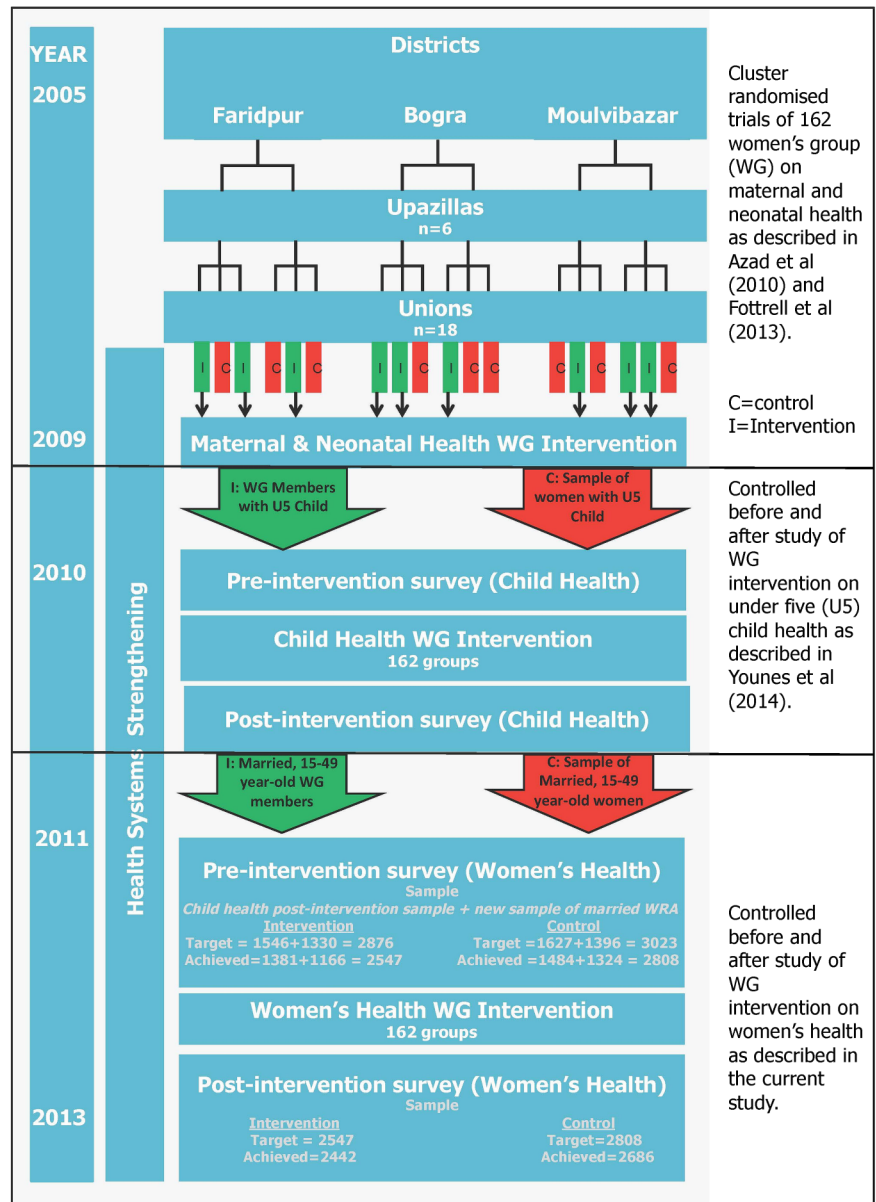 YEAR
2005
2009
2010
2011
2013
Health Systems Strengthening
Districts
Faridpur
Bogra
Moulvibazar
Upazillas
n=6
Unions
n=18
I C I C I C I I C I C C C I C I I C
Maternal & Neonatal Health WG Intervention
I: WG Members
with U5 Child
C: Sample of
women with U5
Child
Pre-intervention survey (Child Health)
Child Health WG Intervention
162 groups
Post-intervention survey (Child Health)
I: Married, 15-49
year-old WG
members
C: Sample of
Married, 15-49
year-old women
Pre-intervention survey (Women’s Health)
Sample
Child health post-intervention sample + new sample of married WRA
Intervention
Target = 1546+1330 = 2876
Achieved=1381+1166 = 2547
Control
Target =1627+1396 = 3023
Achieved=1484+1324 = 2808
Women’s Health WG Intervention
162 groups
Post-intervention survey (Women’s Health)
Sample
Intervention
Target = 2547
Achieved=2442
Control
Target=2808
Achieved=2686
Cluster
randomised
trials of 162
women’s group
(WG) on
maternal and
neonatal health
as described in
Azad et al
(2010) and
Fottrell et al
(2013).
C=control
I=Intervention
Controlled
before and
after study of
WG
intervention on
under five (U5)
child health as
described in
Younes et al
(2014).
Controlled
before and
after study of
WG
intervention on
women’s health
as described in
the current
study.